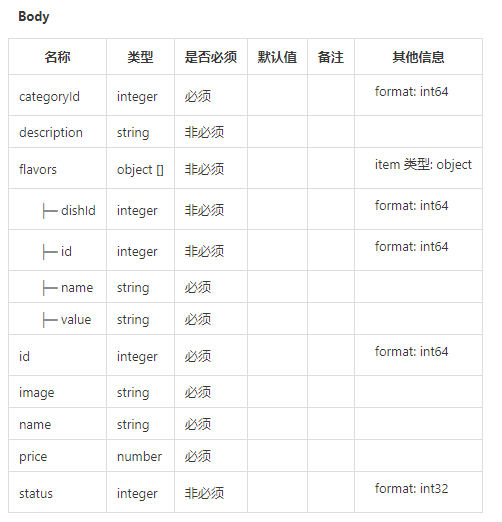 Body
名称 类型 是否必须 默认值 备注 其他信息
categoryId integer 必须 format: int64
description string 非必须
flavors object [] 非必须 item 类型: object
├─ dishId integer 非必须 format: int64
├─ id integer 非必须 format: int64
├─ name string 必须
├─ value string 必须
id integer 必须 format: int64
image string 必须
name string 必须
price number 必须
status integer 非必须 format: int32